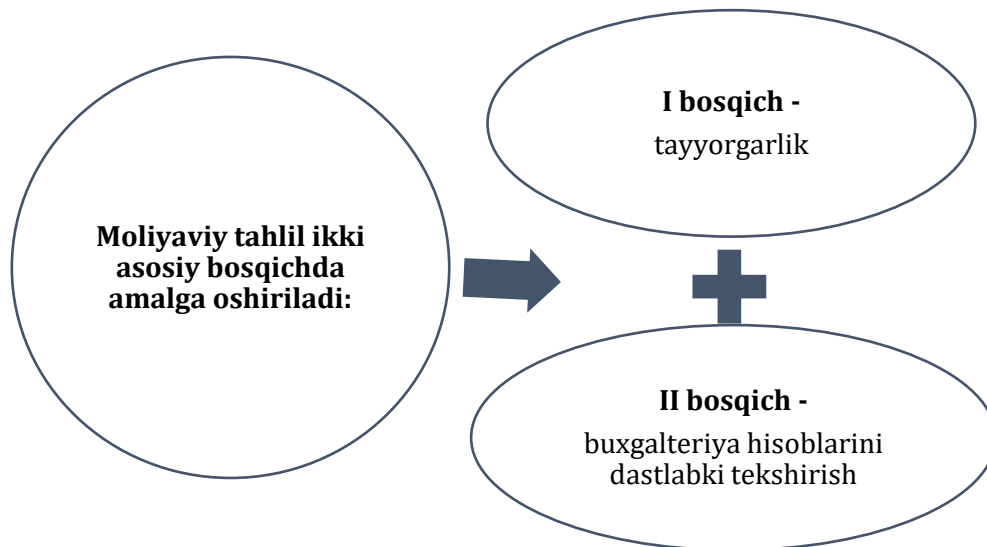 Moliyaviy tahlil ikki
asosiy bosqichda
amalga oshiriladi:
I bosqich -
tayyorgarlik
II bosqich -
buxgalteriya hisoblarini
dastlabki tekshirish